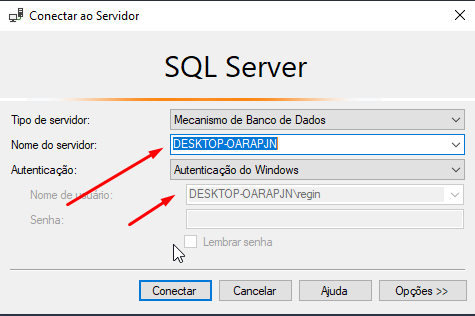 Conectar ao Servidor
SQL Server
Tipo de servidor: Mecanismo de Banco de Dados
Nome do servidor: DESKTOP-OARAPJN
Autenticação: Autenticação do Windows
Nome de usuário: DESKTOP-OARAPJN\regin
Senha:
Lembrar senha
Conectar Cancelar Ajuda Opções >>